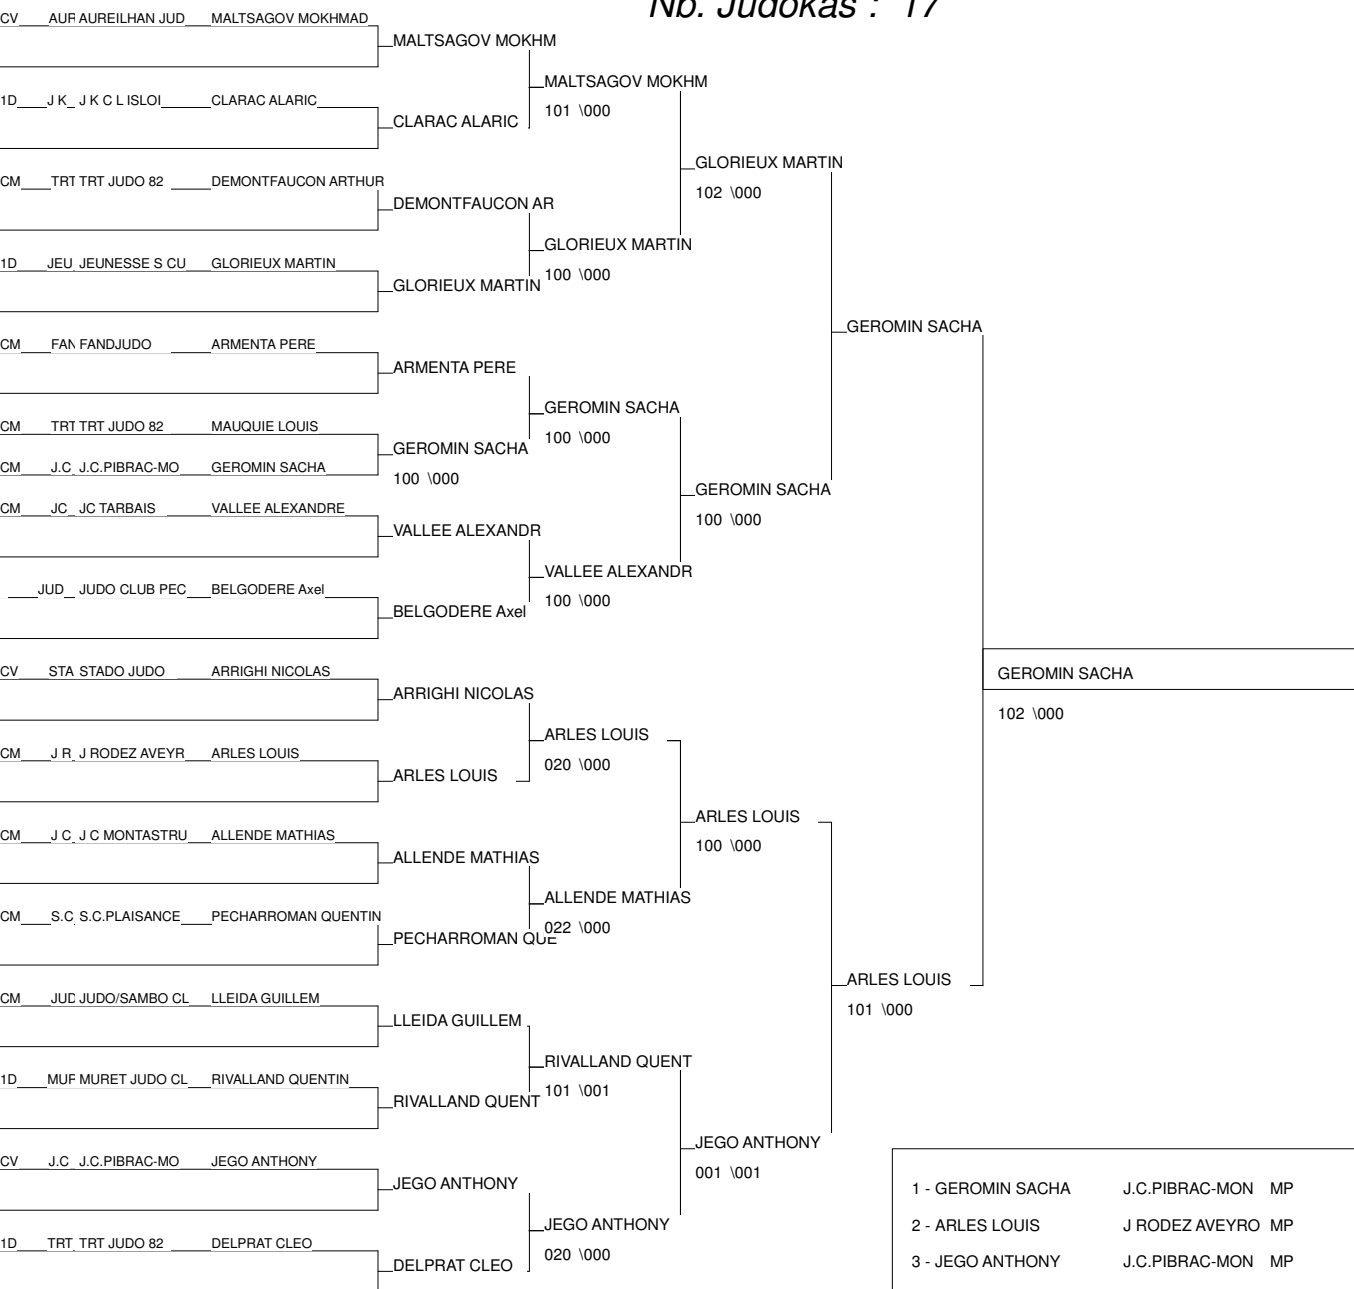 Nb. Judokas : 17
CV AUR AUREILHAN JUD MALTSAGOV MOKHMAD
MALTSAGOV MOKHM
MALTSAGOV MOKHM
101 \000
1D J K J K C L ISLOI CLARAC ALARIC
CLARAC ALARIC
GLORIEUX MARTIN
102 \000
CM TRT TRT JUDO 82 DEMONTFAUCON ARTHUR
DEMONTFAUCON AR
GLORIEUX MARTIN
100 \000
1D JEU JEUNESSE S CU GLORIEUX MARTIN
GLORIEUX MARTIN
GEROMIN SACHA
CM FAN FANDJUDO ARMENTA PERE
ARMENTA PERE
GEROMIN SACHA
100 \000
CM TRT TRT JUDO 82 MAUQUIE LOUIS
GEROMIN SACHA
100 \000
CM J.C J.C.PIBRAC-MO GEROMIN SACHA
GEROMIN SACHA
100 \000
CM JC JC TARBAIS VALLEE ALEXANDRE
VALLEE ALEXANDR
VALLEE ALEXANDR
100 \000
JUD JUDO CLUB PEC BELGODERE Axel
BELGODERE Axel
CV STA STADO JUDO ARRIGHI NICOLAS
GEROMIN SACHA
102 \000
ARRIGHI NICOLAS
ARLES LOUIS
020 \000
CM J R J RODEZ AVEYR ARLES LOUIS
ARLES LOUIS
ARLES LOUIS
100 \000
CM J C J C MONTASTRU ALLENDE MATHIAS
ALLENDE MATHIAS
ALLENDE MATHIAS
022 \000
CM S.C S.C.PLAISANCE PECHARROMAN QUENTIN
PECHARROMAN QUE
ARLES LOUIS
101 \000
CM JUD JUDO/SAMBO CL LLEIDA GUILLEM
LLEIDA GUILLEM
RIVALLAND QUENT
101 \001
1D MUR MURET JUDO CL RIVALLAND QUENTIN
RIVALLAND QUENT
JEGO ANTHONY
001 \001
CV J.C J.C.PIBRAC-MO JEGO ANTHONY
JEGO ANTHONY
JEGO ANTHONY
020 \000
1D TRT TRT JUDO 82 DELPRAT CLEO
DELPRAT CLEO
1 - GEROMIN SACHA J.C.PIBRAC-MON MP
2 - ARLES LOUIS J RODEZ AVEYRO MP
3 - JEGO ANTHONY J.C.PIBRAC-MON MP